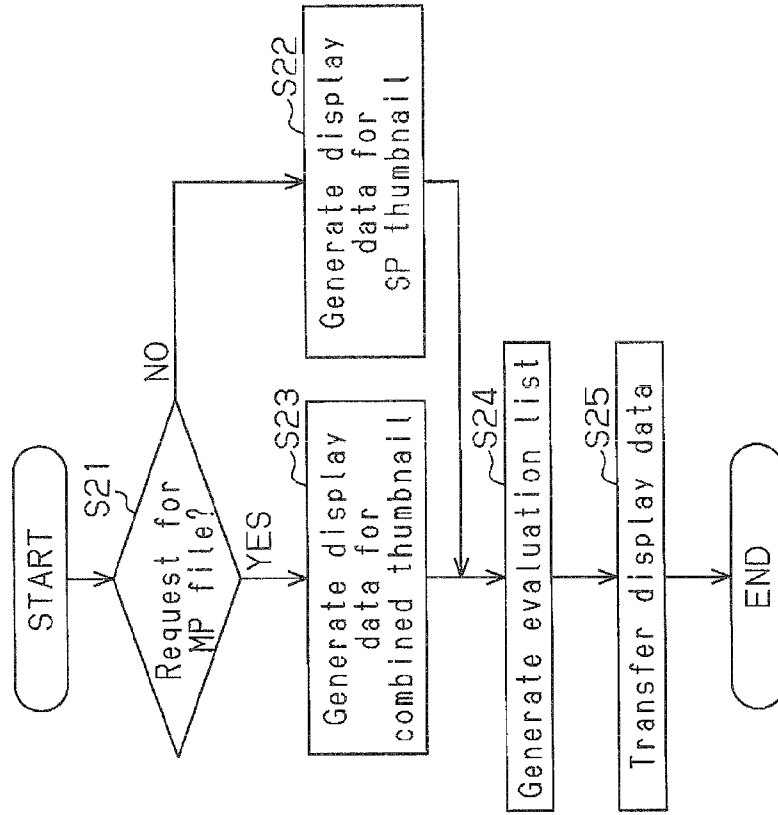 START
S21
Request for
MP file?
NO
YES
S22
Generate display
data for
SP thumbnail
S23
Generate display
data for
combined thumbnail
S24
Generate evaluation list
S25
Transfer display data
END